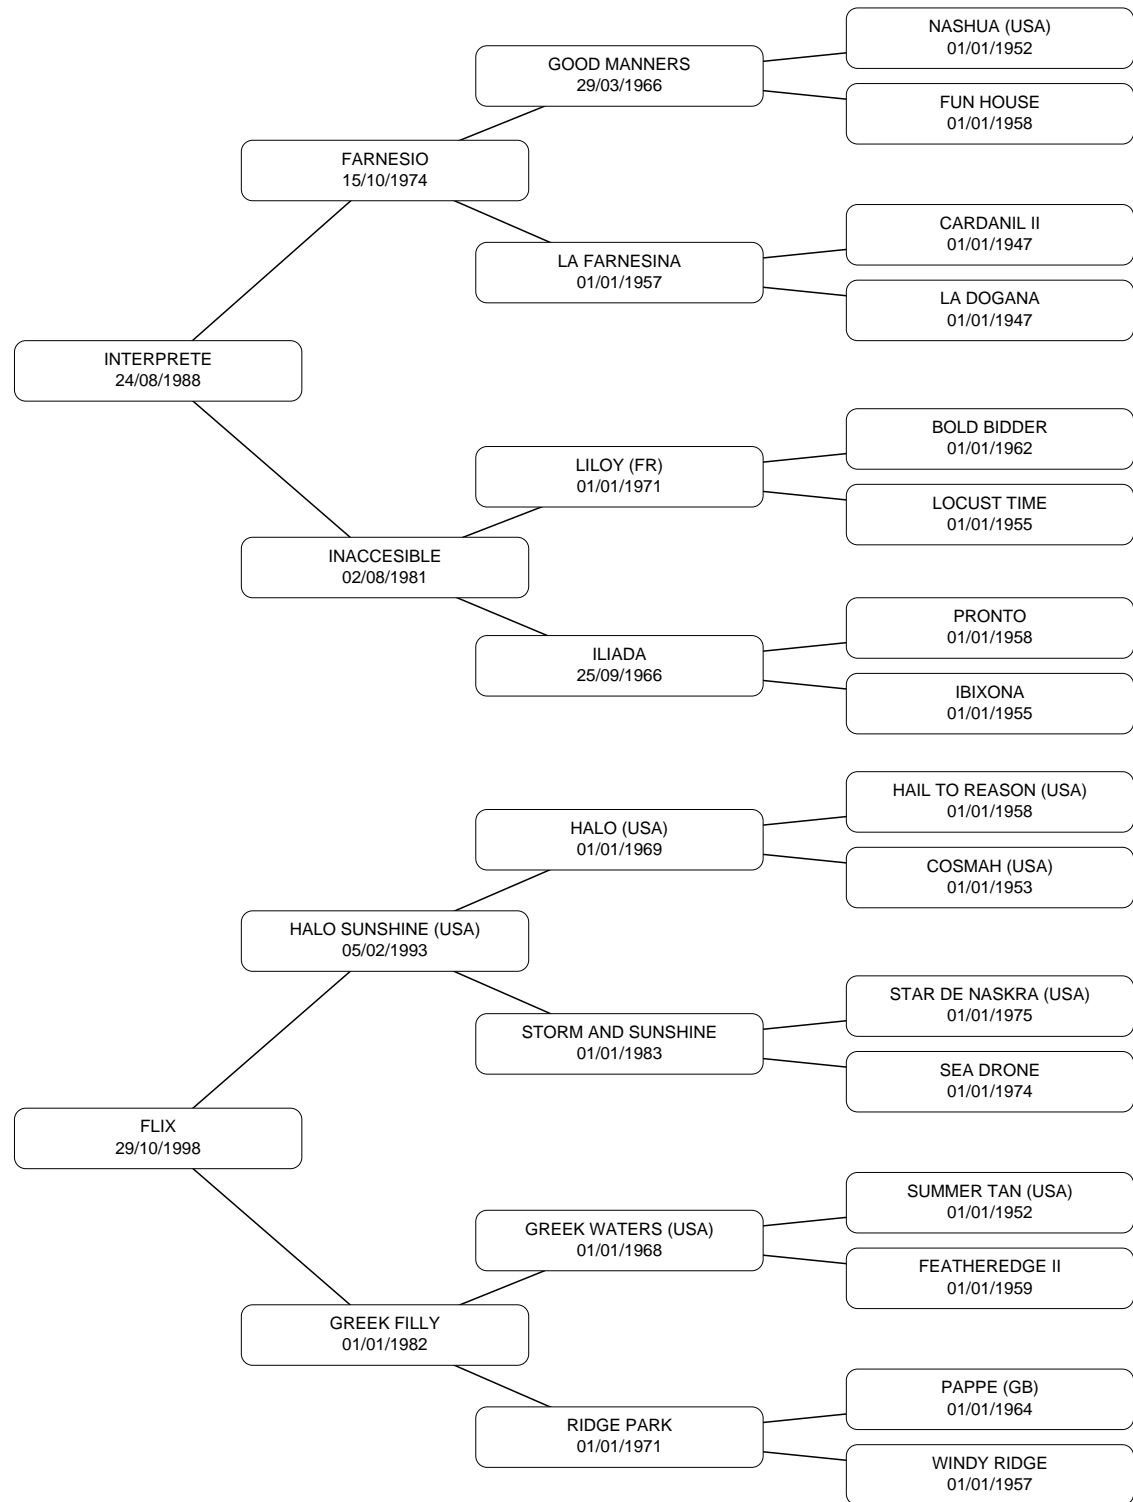 NASHUA (USA)
01/01/1952
GOOD MANNERS
29/03/1966
FUN HOUSE
01/01/1958
FARNESIO
15/10/1974
CARDANIL II
01/01/1947
LA FARNESINA
01/01/1957
LA DOGANA
01/01/1947
INTERPRETE
24/08/1988
BOLD BIDDER
01/01/1962
LILOY (FR)
01/01/1971
LOCUST TIME
01/01/1955
INACCESIBLE
02/08/1981
PRONTO
01/01/1958
ILIADA
25/09/1966
IBIXONA
01/01/1955
HAIL TO REASON (USA)
01/01/1958
HALO (USA)
01/01/1969
COSMAH (USA)
01/01/1953
HALO SUNSHINE (USA)
05/02/1993
STAR DE NASKRA (USA)
01/01/1975
STORM AND SUNSHINE
01/01/1983
SEA DRONE
01/01/1974
FLIX
29/10/1998
SUMMER TAN (USA)
01/01/1952
GREEK WATERS (USA)
01/01/1968
FEATHEREDGE II
01/01/1959
GREEK FILLY
01/01/1982
PAPPE (GB)
01/01/1964
RIDGE PARK
01/01/1971
WINDY RIDGE
01/01/1957